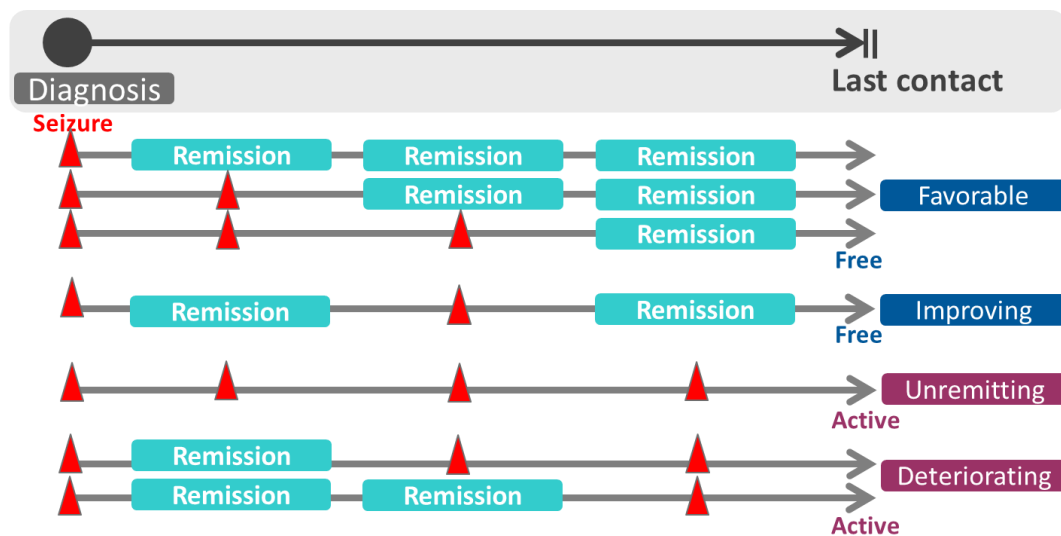 Diagnosis
Last contact
Seizure
Remission Remission Remission
Remission Remission Favorable
Remission
Free
Remission Remission Improving
Free
Unremitting
Active
Remission
Deteriorating
Remission Remission
Active